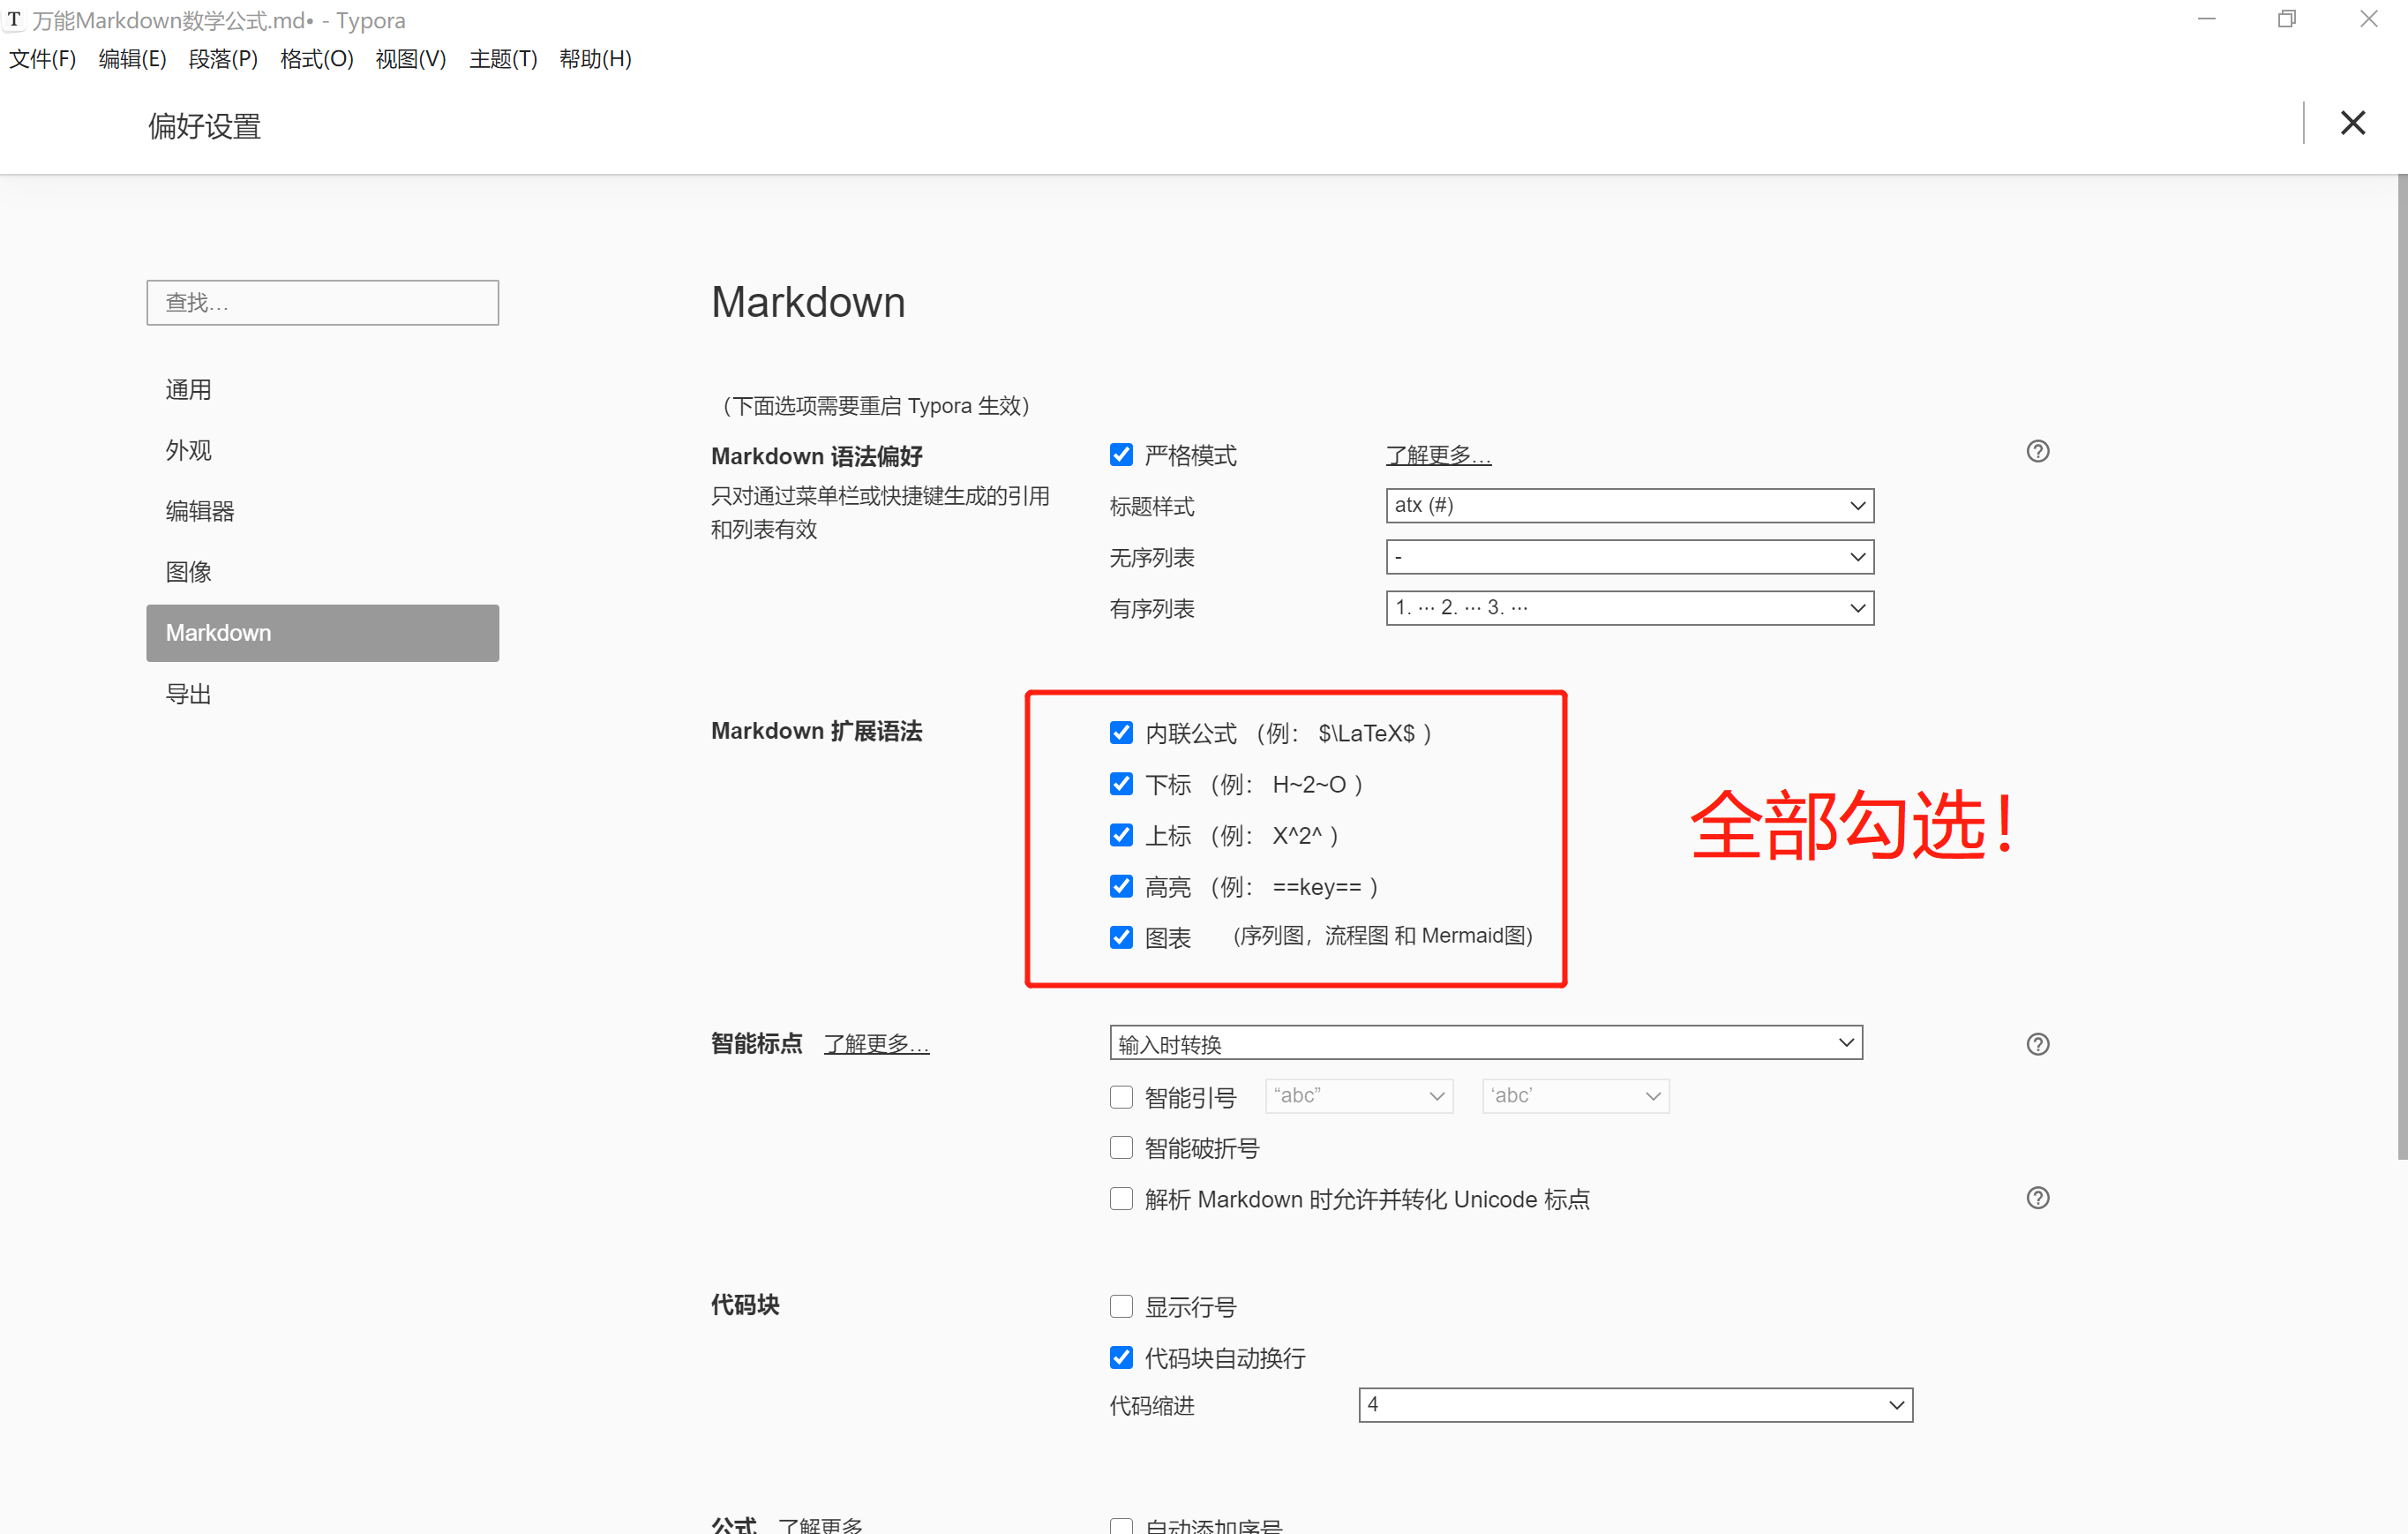 T 万能Markdown数学公式.md• - Typora
文件(F) 编辑(E) 段落(P) 格式(O) 视图(V) 主题(T) 帮助(H)
偏好设置
查找…
通用
外观
编辑器
图像
Markdown
导出
Markdown
（下面选项需要重启 Typora 生效）
Markdown 语法偏好
只对通过菜单栏或快捷键生成的引用
和列表有效
严格模式 了解更多…
标题样式 atx (#)
无序列表 -
有序列表 1. ··· 2. ··· 3. ···
Markdown 扩展语法
内联公式 （例： $\LaTeX$ ）
下标 （例： H~2~O ）
上标 （例： X^2^ ）
高亮 （例： ==key== ）
图表 (序列图，流程图 和 Mermaid图)
全部勾选！
智能标点 了解更多… 输入时转换
智能引号 “abc” ‘abc’
智能破折号
解析 Markdown 时允许并转化 Unicode 标点
代码块 显示行号
代码块自动换行
代码缩进 4
公式 了解更多 自动添加序号